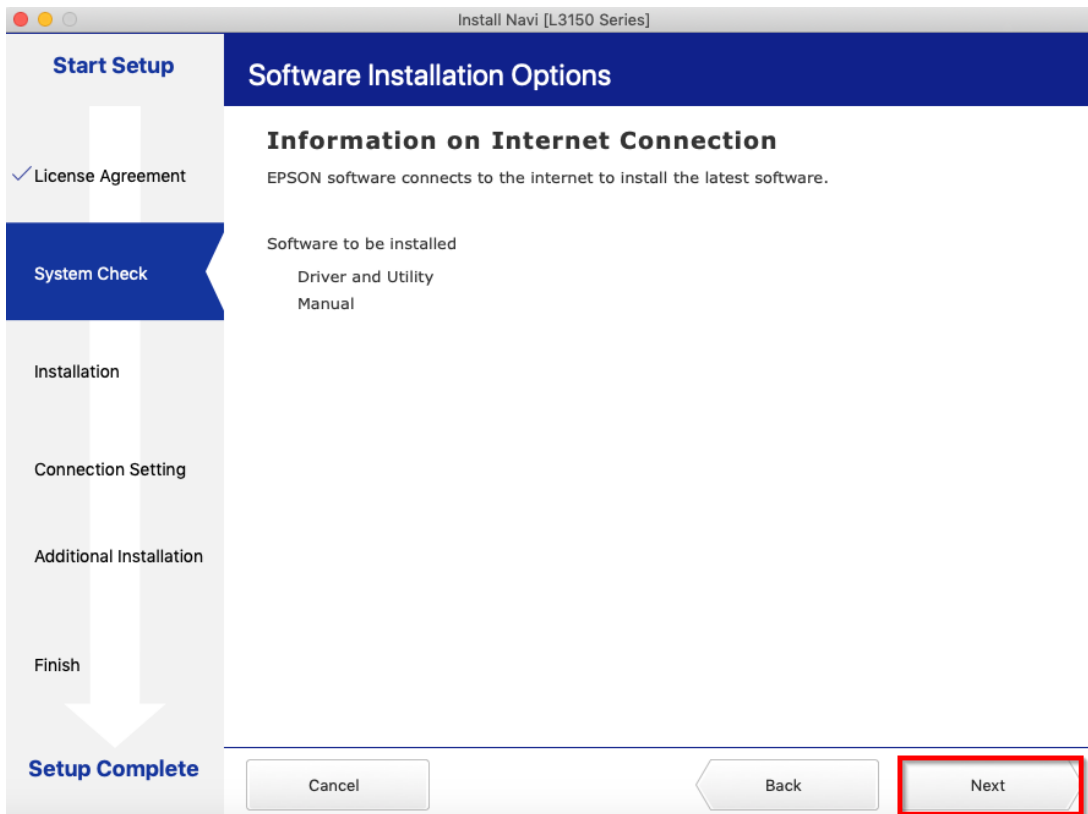 Install Navi [L3150 Series]
Start Setup
License Agreement
System Check
Installation
Connection Setting
Additional Installation
Finish
Setup Complete
Software Installation Options
Information on Internet Connection
EPSON software connects to the internet to install the latest software.
Software to be installed
Driver and Utility
Manual
Cancel
Back
Next